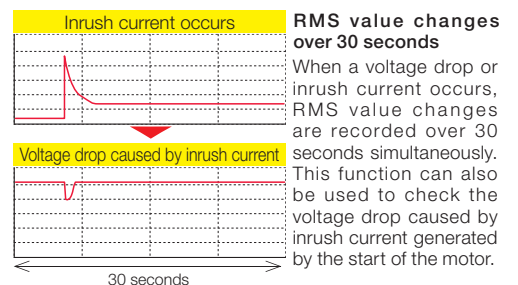 Inrush current occurs
Voltage drop caused by inrush current
30 seconds
RMS value changes
over 30 seconds
When a voltage drop or
inrush current occurs,
RMS value changes
are recorded over 30
seconds simultaneously.
This function can also
be used to check the
voltage drop caused by
inrush current generated
by the start of the motor.